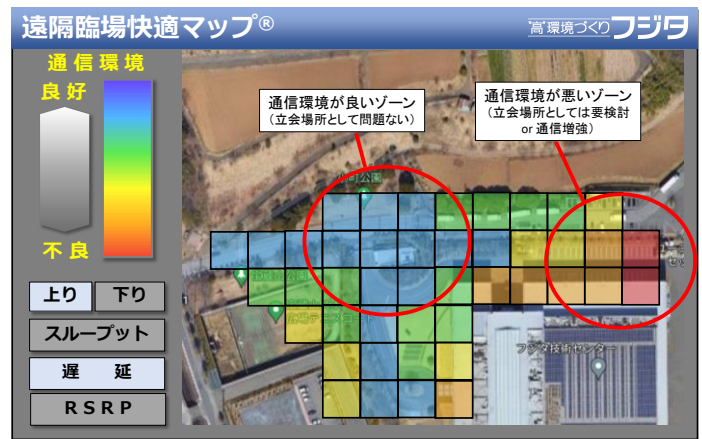 遠隔臨場快適マップ®
高環境づくり フジタ
通信環境
良好
不良
上り
下り
スループット
遅 延
RSRP
通信環境が良いゾーン
(立会場所として問題ない)
通信環境が悪いゾーン
(立会場所としては要検討
or 通信増強)
フジタ技術センター